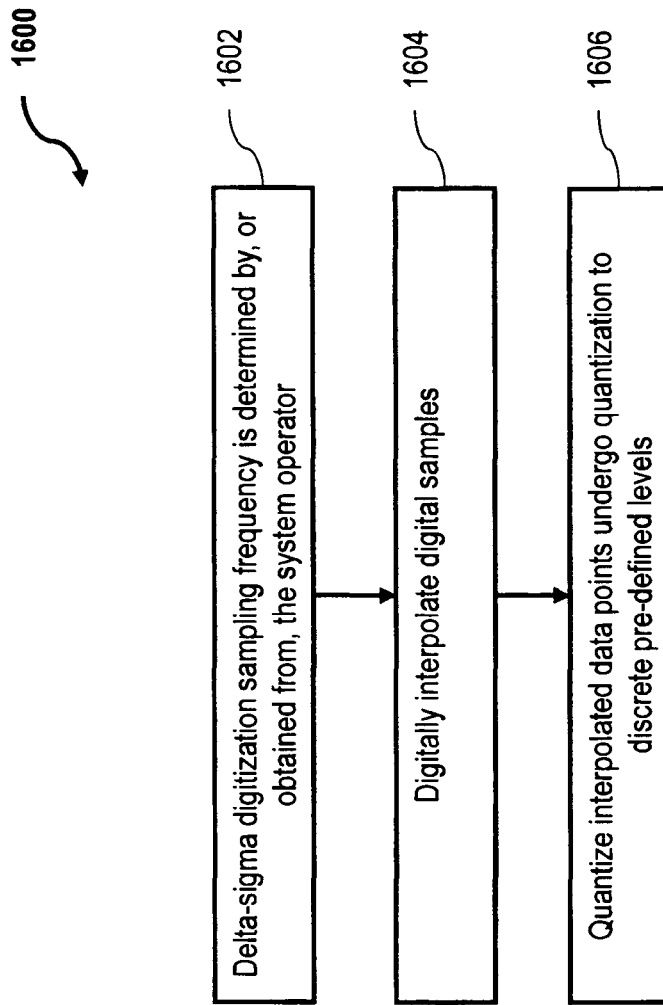 1600
Delta-sigma digitization sampling frequency is determined by, or
obtained from, the system operator
1602
Digitally interpolate digital samples
1604
Quantize interpolated data points undergo quantization to
discrete pre-defined levels
1606